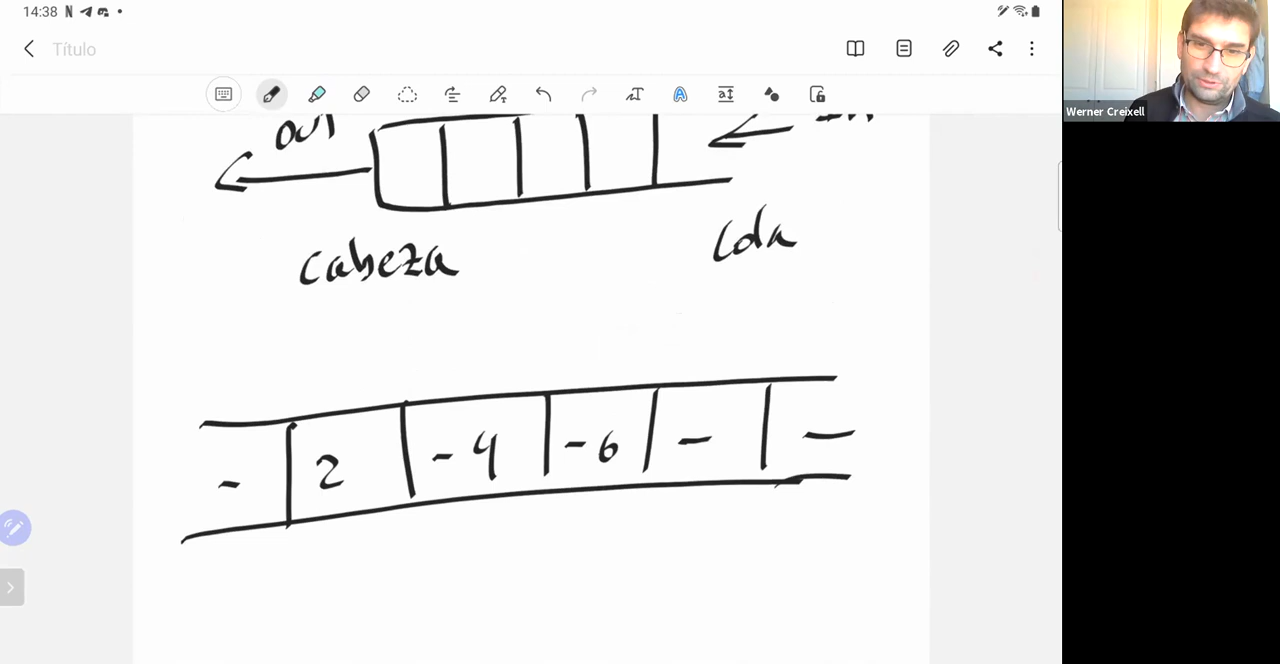 14:38 N
Título
Werner Creixell
out
cabeza
Cola
- 2 - 4 - 6 - -